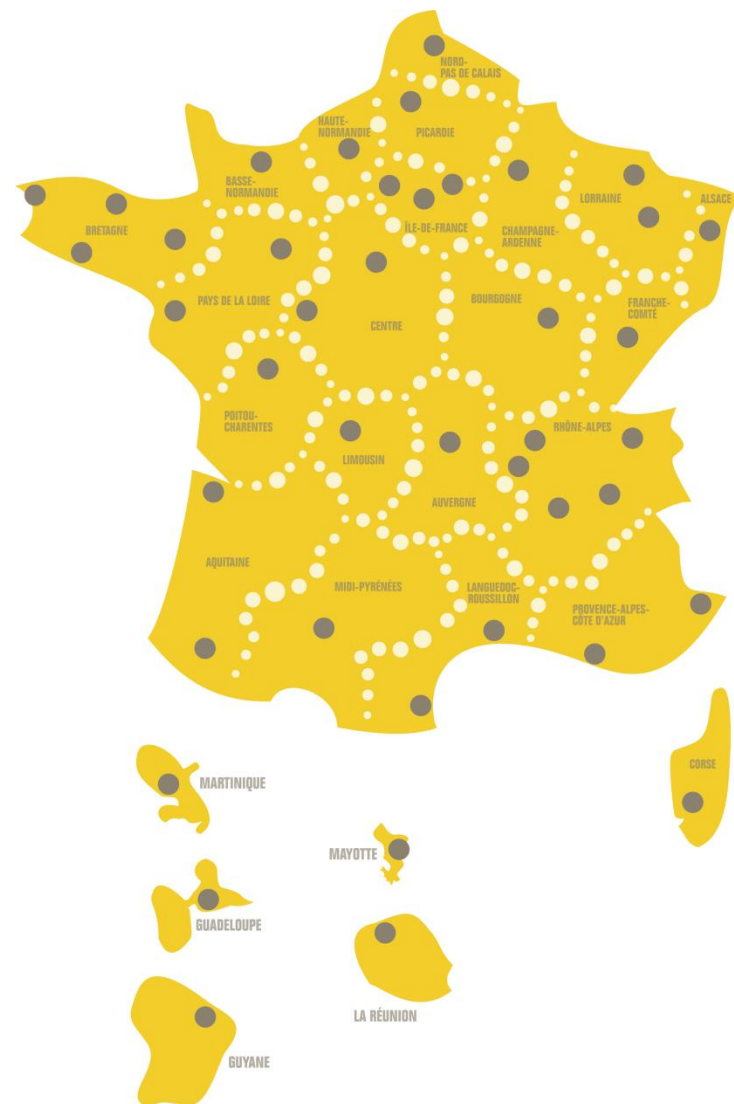 NORD-
PAS DE CALAIS
HAUTE-
NORMANDIE
PICARDIE
BASSE-
NORMANDIE
LORRAINE
ALSACE
BRETAGNE
ÎLE-DE-FRANCE
CHAMPAGNE-
ARDENNE
PAYS DE LA LOIRE
BOURGOGNE
FRANCHE-
COMTÉ
CENTRE
POITOU-
CHARENTES
RHÔNE-ALPES
LIMOUSIN
AUVERGNE
AQUITAINE
MIDI-PYRÉNÉES
LANGUEDOC-
ROUSSILLON
PROVENCE-ALPES-
CÔTE D'AZUR
CORSE
MARTINIQUE
MAYOTTE
GUADELOUPE
LA RÉUNION
GUYANE